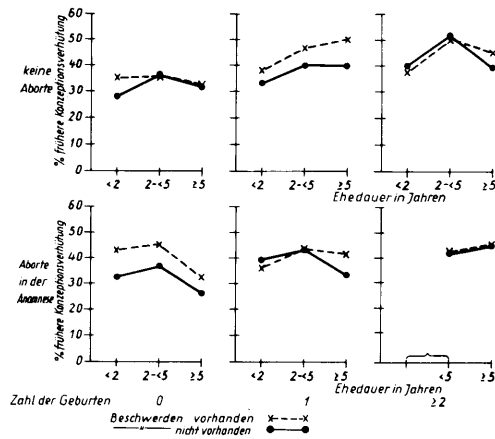 60
50
40
30
20
10
0
% frühere Konzeptionsverhütung
keine
Aborte
<2 2-<5 ≥5
<2 2-<5 ≥5
<2 2-<5 ≥5
Ehedauer in Jahren
60
50
40
30
20
10
0
% frühere Konzeptionsverhütung
Aborte
in der
Anamnese
<2 2-<5 ≥5
<2 2-<5 ≥5
<5 ≥5
Ehedauer in Jahren
Zahl der Geburten 0 1 ≥2
Beschwerden vorhanden x---x---x
—"— nicht vorhanden